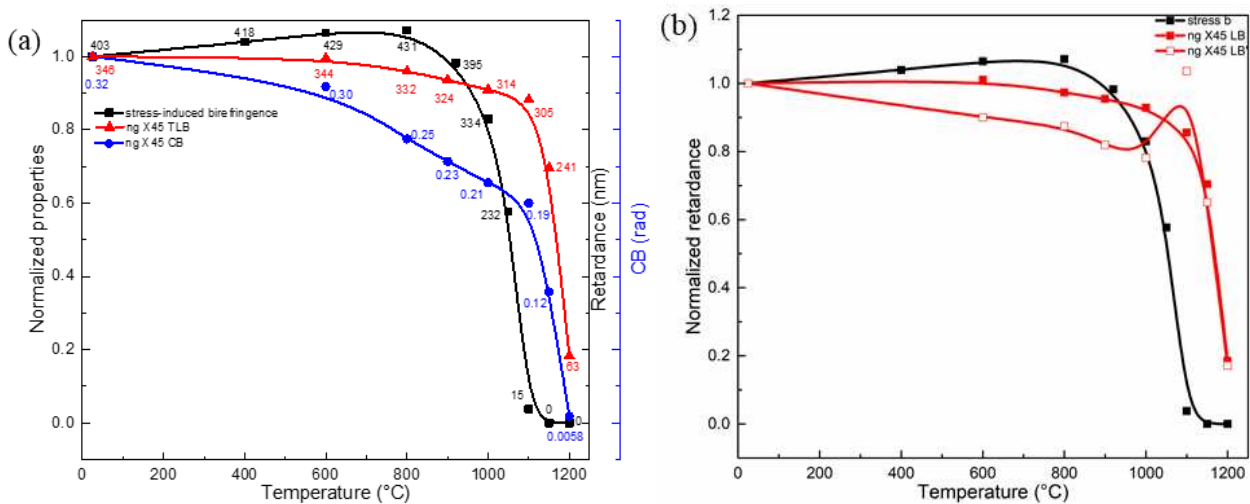 (a)
403
418
429
431
395
346
344
332
324
314
305
0.32
0.30
334
0.25
241
0.23
0.21
0.19
232
0.12
63
15
0
0
0.0058
stress-induced bire fringence
ng X45 TLB
ng X 45 CB
1.0
0.8
0.6
0.4
0.2
0.0
Normalized properties
Retardance (nm)
CB (rad)
0 200 400 600 800 1000 1200
Temperature (°C)
(b)
stress b
ng X45 LB
ng X45 LB'
1.2
1.0
0.8
0.6
0.4
0.2
0.0
Normalized retardance
0 200 400 600 800 1000 1200
Temperature (°C)